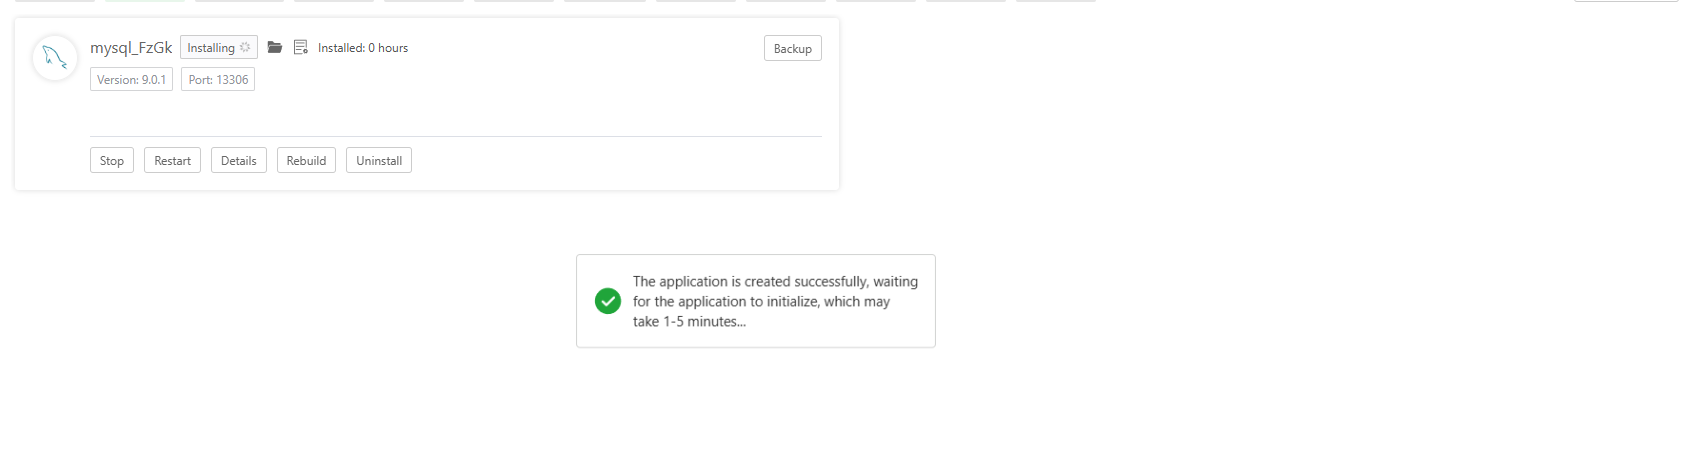 mysql_FzGk Installing Installed: 0 hours Backup
Version: 9.0.1 Port: 13306
Stop Restart Details Rebuild Uninstall
The application is created successfully, waiting
for the application to initialize, which may
take 1-5 minutes...